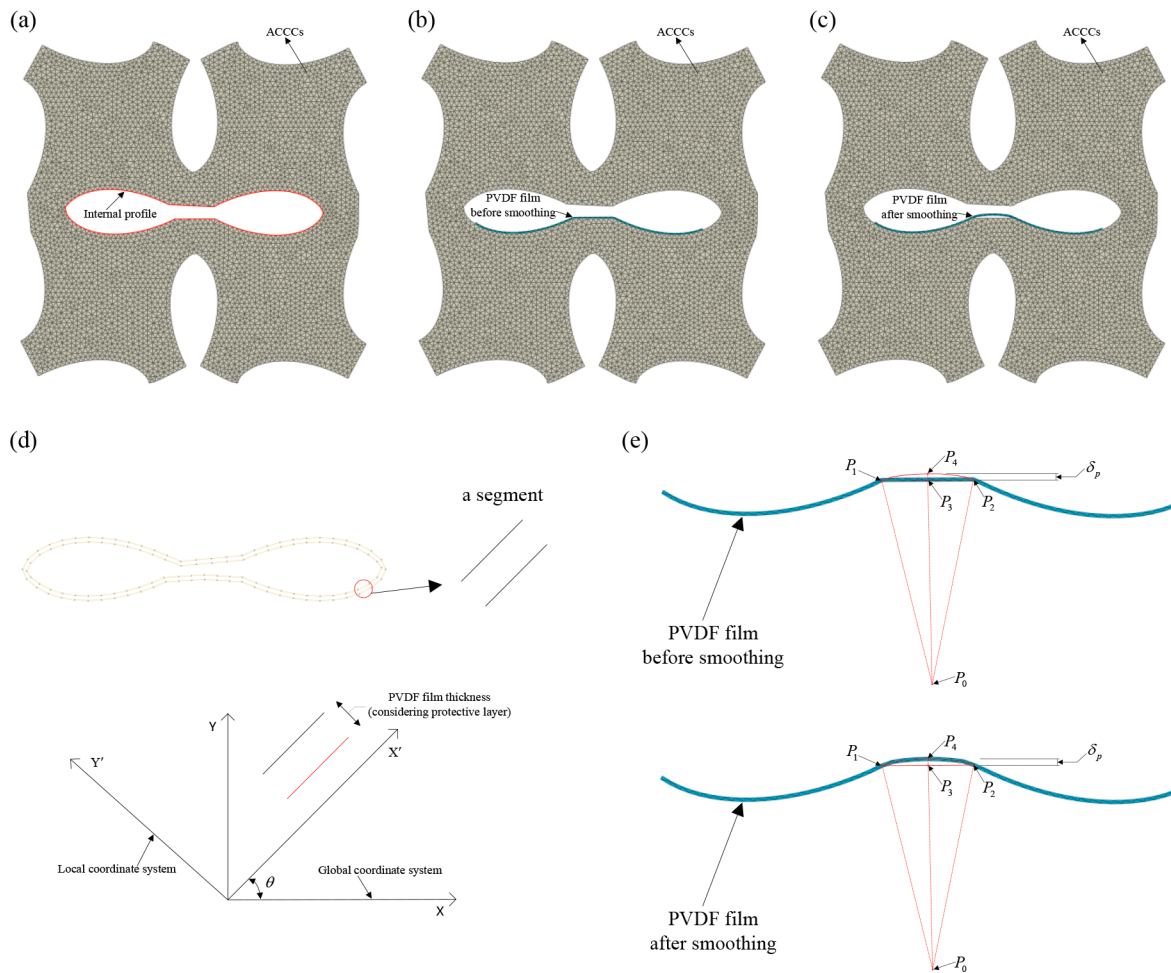 (a)
ACCCs
Internal profile
(b)
ACCCs
PVDF film
before smoothing
(c)
ACCCs
PVDF film
after smoothing
(d)
a segment
PVDF film thickness
(considering protective layer)
Y
X′
Y′
Local coordinate system
Global coordinate system
θ
X
(e)
P₄
P₁
δₚ
P₃
P₂
PVDF film
before smoothing
P₀
P₄
P₁
δₚ
P₃
P₂
PVDF film
after smoothing
P₀